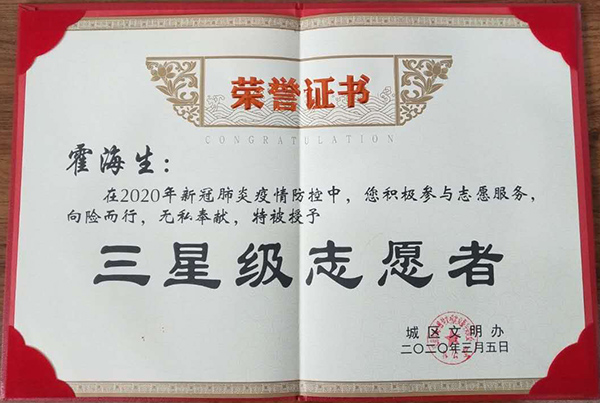 荣誉证书
CONGRATULATION
霍海生：
在2020年新冠肺炎疫情防控中，您积极参与志愿服务，
向险而行，无私奉献，特被授予
三星级志愿者
城区文明办
二〇二〇年三月五日